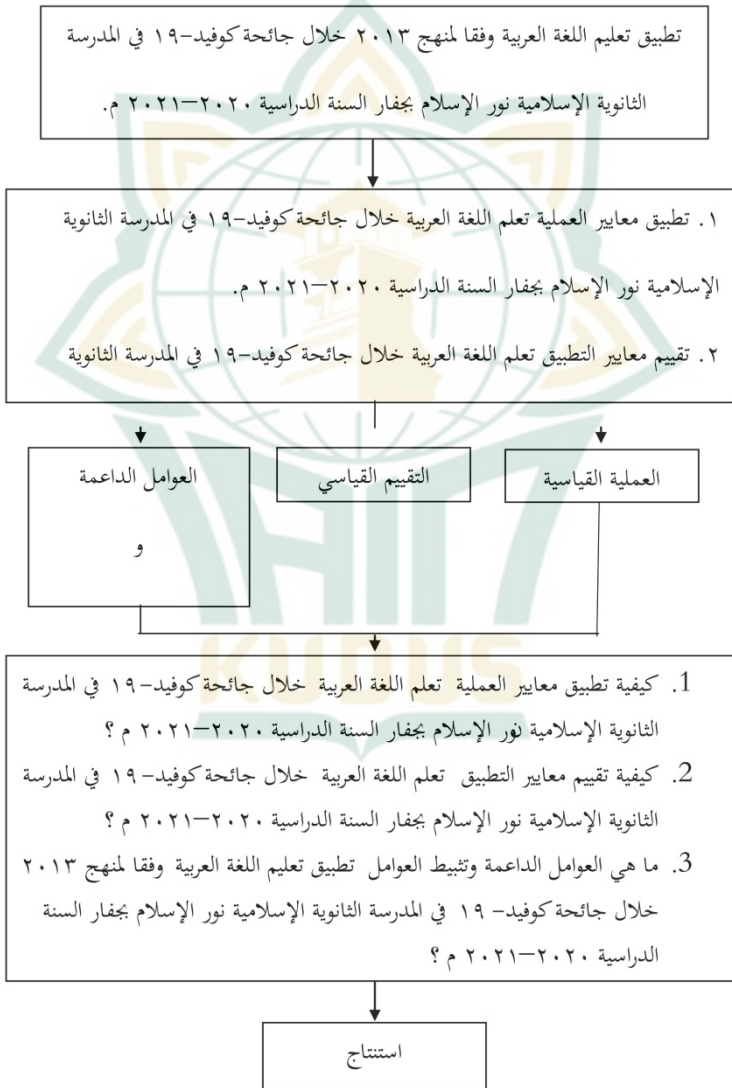 تطبيق تعليم اللغة العربية وفقا لمنهج ٢٠١٣ خلال جائحة كوفيد-١٩ في المدرسة
الثانوية الإسلامية نور الإسلام بجفار السنة الدراسية ٢٠٢٠–٢٠٢١ م.
١. تطبيق معايير العملية تعلم اللغة العربية خلال جائحة كوفيد-١٩ في المدرسة الثانوية
الإسلامية نور الإسلام بجفار السنة الدراسية ٢٠٢٠–٢٠٢١ م.
٢. تقييم معايير التطبيق تعلم اللغة العربية خلال جائحة كوفيد-١٩ في المدرسة الثانوية
العملية القياسية
التقييم القياسي
العوامل الداعمة
و
1. كيفية تطبيق معايير العملية تعلم اللغة العربية خلال جائحة كوفيد-١٩ في المدرسة
الثانوية الإسلامية نور الإسلام بجفار السنة الدراسية ٢٠٢٠–٢٠٢١ م ؟
2. كيفية تقييم معايير التطبيق تعلم اللغة العربية خلال جائحة كوفيد-١٩ في المدرسة
الثانوية الإسلامية نور الإسلام بجفار السنة الدراسية ٢٠٢٠–٢٠٢١ م ؟
3. ما هي العوامل الداعمة وتثبيط العوامل تطبيق تعليم اللغة العربية وفقا لمنهج ٢٠١٣
خلال جائحة كوفيد- ١٩ في المدرسة الثانوية الإسلامية نور الإسلام بجفار السنة
الدراسية ٢٠٢٠–٢٠٢١ م ؟
استنتاج
KUDUS